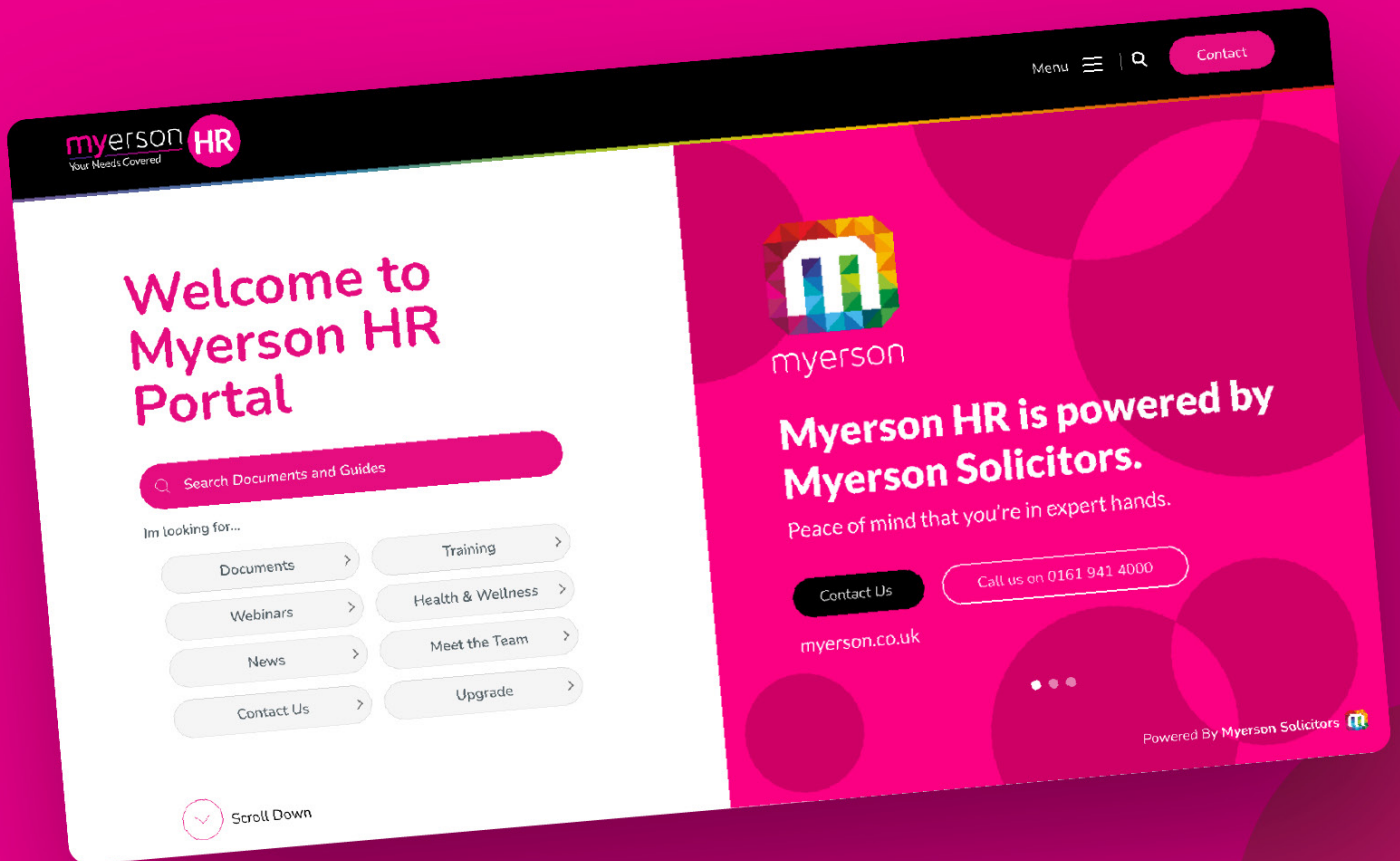 Menu
Contact
myerson HR
Your Needs Covered
Welcome to
Myerson HR
Portal
Search Documents and Guides
Im looking for...
Documents
Training
Webinars
Health & Wellness
News
Meet the Team
Contact Us
Upgrade
Scroll Down
m
myerson
Myerson HR is powered by
Myerson Solicitors.
Peace of mind that you're in expert hands.
Contact Us
Call us on 0161 941 4000
myerson.co.uk
Powered By Myerson Solicitors m